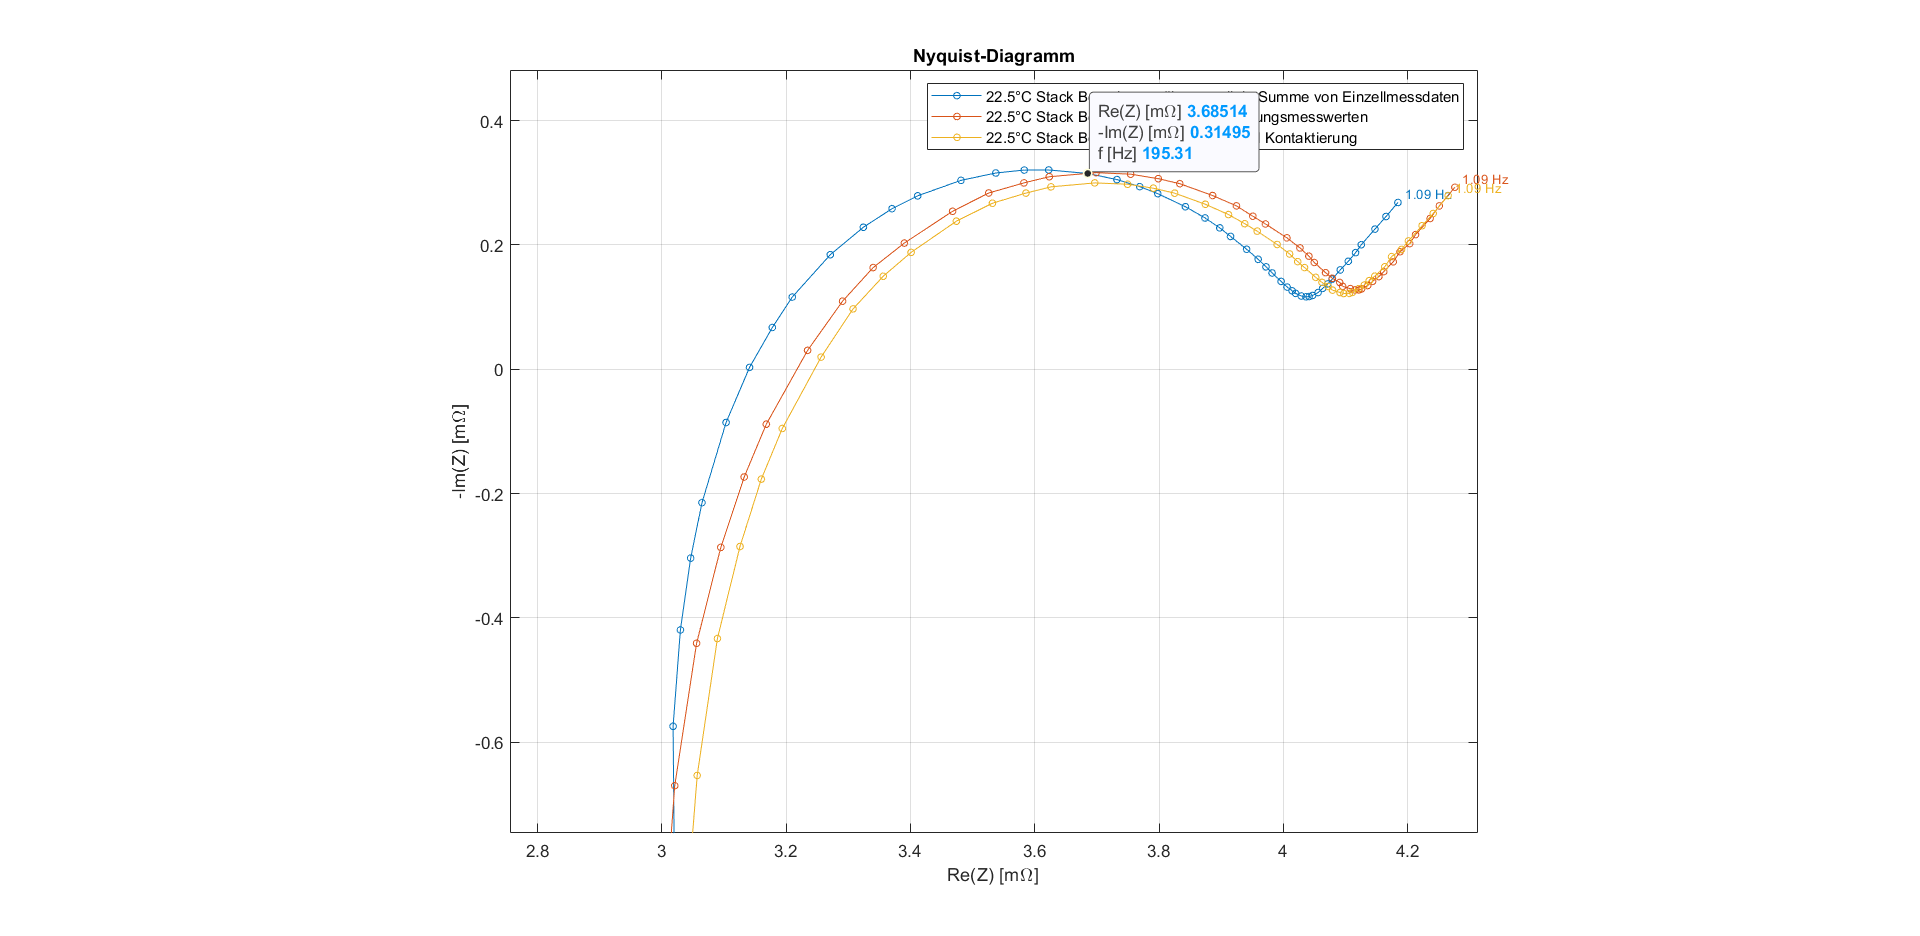 Nyquist-Diagramm
22.5°C Stack Summe von Einzellmessdaten
22.5°C Stack ungsmesswerten
22.5°C Stack Kontaktierung
Re(Z) [mΩ] 3.68514
-Im(Z) [mΩ] 0.31495
f [Hz] 195.31
1.09 Hz
1.09 Hz
1.09 Hz
0.4
0.2
0
-0.2
-0.4
-0.6
-Im(Z) [mΩ]
2.8 3 3.2 3.4 3.6 3.8 4 4.2
Re(Z) [mΩ]